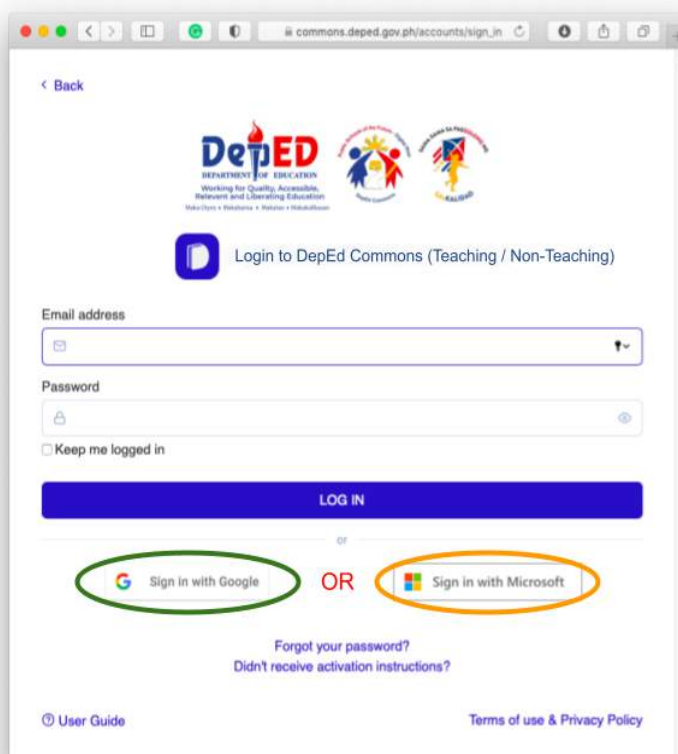 commons.deped.gov.ph/accounts/sign_in
< Back
DepED
DEPARTMENT OF EDUCATION
Working for Quality, Accessible,
Relevant and Liberating Education
Login to DepEd Commons (Teaching / Non-Teaching)
Email address
Password
Keep me logged in
LOG IN
or
Sign in with Google
OR
Sign in with Microsoft
Forgot your password?
Didn't receive activation instructions?
User Guide
Terms of use & Privacy Policy